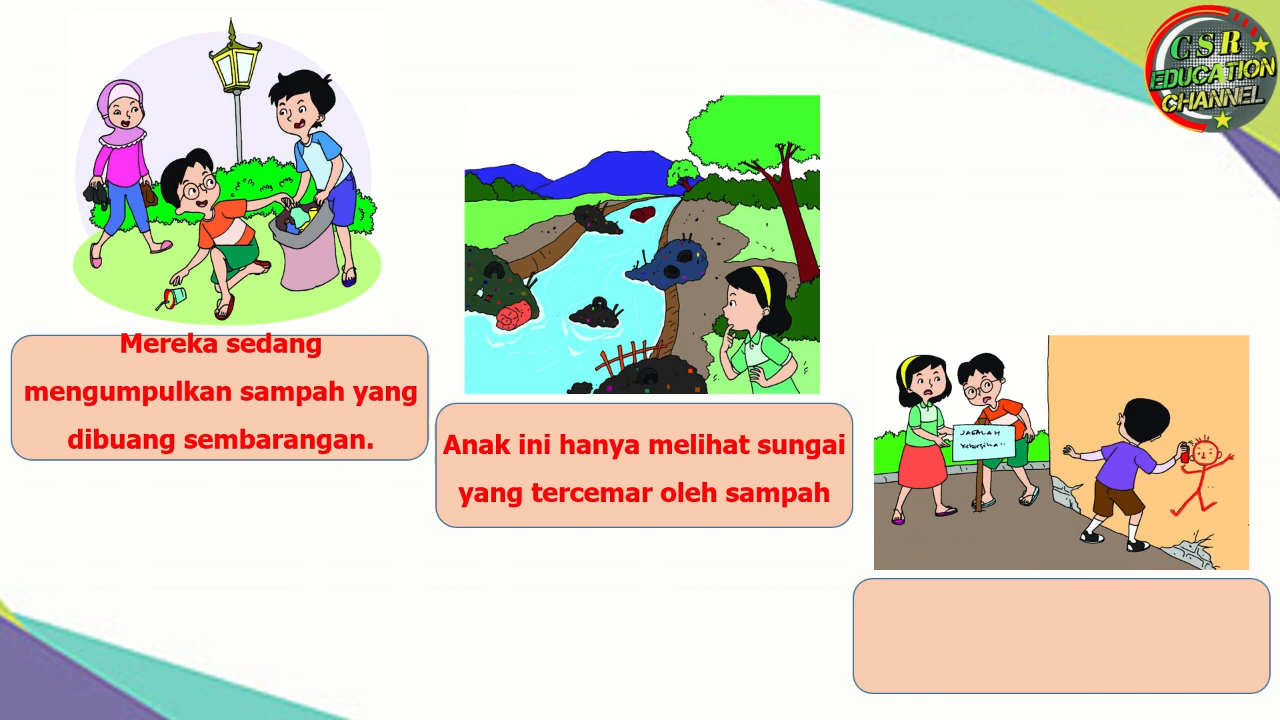 CSR
EDUCATION
CHANNEL
Mereka sedang
mengumpulkan sampah yang
dibuang sembarangan.
Anak ini hanya melihat sungai
yang tercemar oleh sampah
JAGALAH